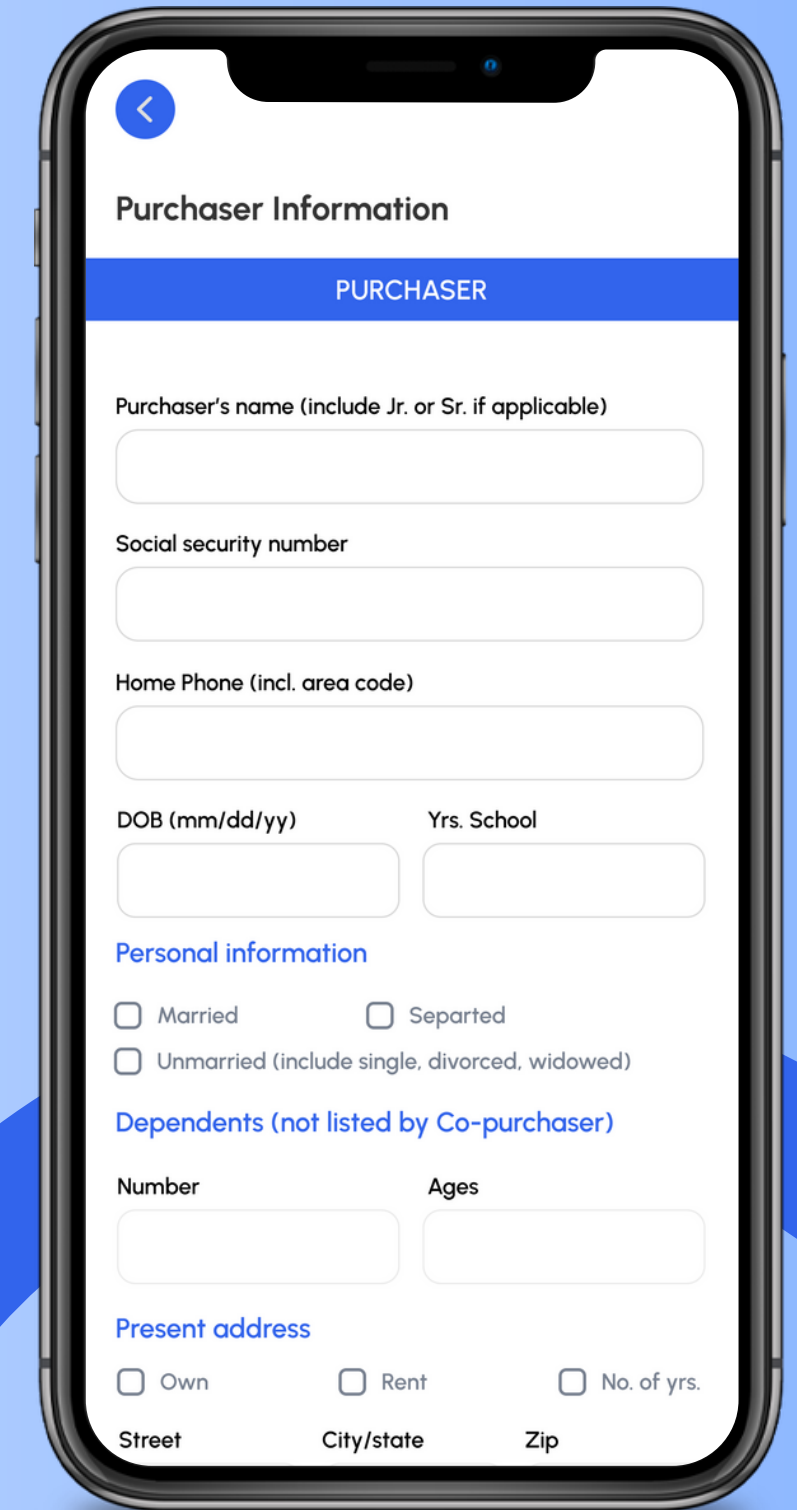 Purchaser Information
PURCHASER
Purchaser's name (include Jr. or Sr. if applicable)
Social security number
Home Phone (incl. area code)
DOB (mm/dd/yy) Yrs. School
Personal information
Married Separted
Unmarried (include single, divorced, widowed)
Dependents (not listed by Co-purchaser)
Number Ages
Present address
Own Rent No. of yrs.
Street City/state Zip